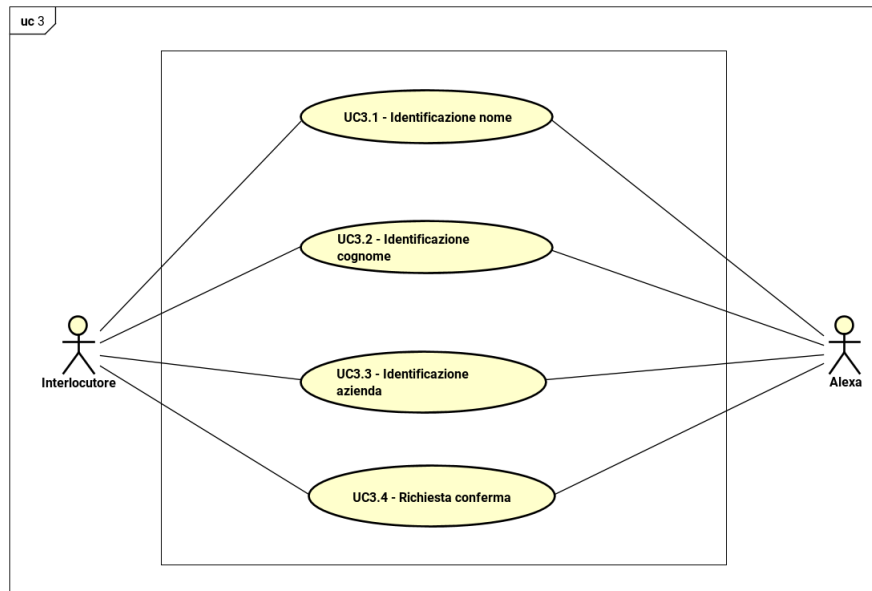 uc 3
UC3.1 - Identificazione nome
UC3.2 - Identificazione
cognome
UC3.3 - Identificazione
azienda
UC3.4 - Richiesta conferma
Interlocutore
Alexa